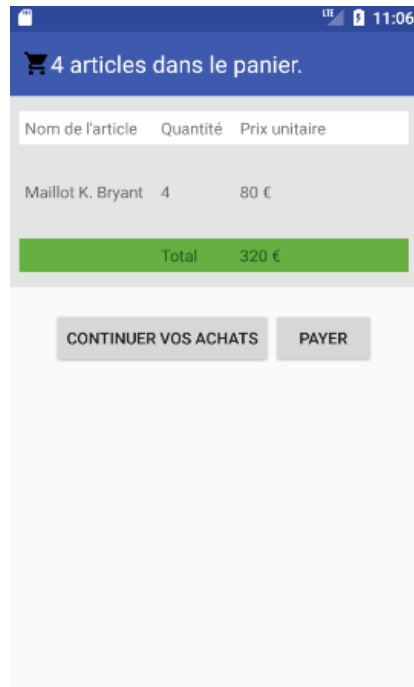 LTE 11:06
4 articles dans le panier.
Nom de l'article Quantité Prix unitaire
Maillot K. Bryant 4 80 €
Total 320 €
CONTINUER VOS ACHATS PAYER